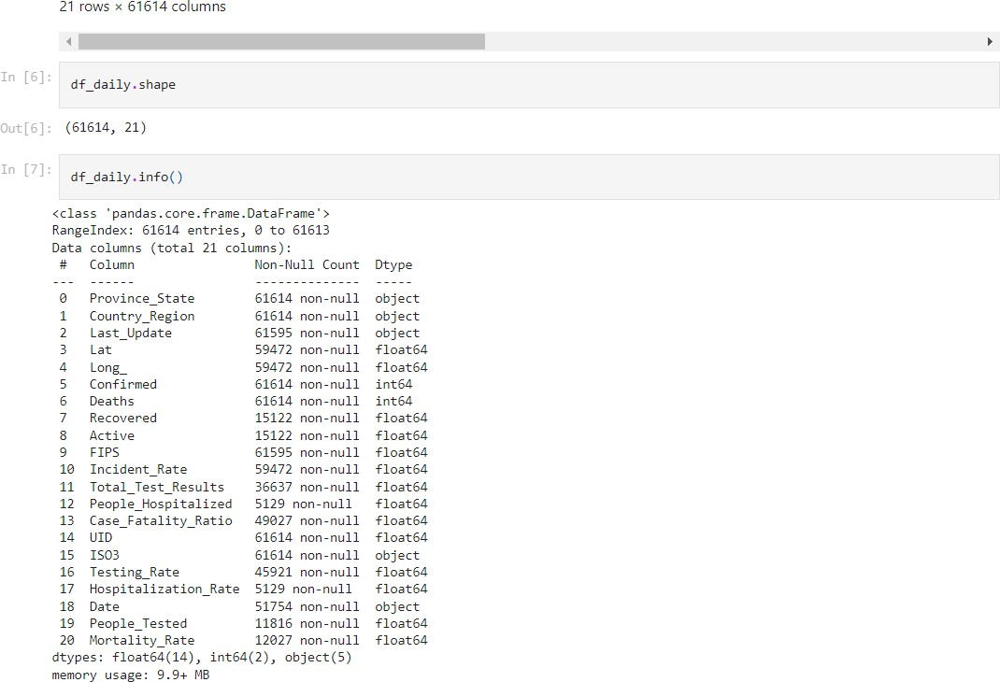 21 rows × 61614 columns
In [6]:
df_daily.shape
Out[6]: (61614, 21)
In [7]:
df_daily.info()
<class 'pandas.core.frame.DataFrame'>
RangeIndex: 61614 entries, 0 to 61613
Data columns (total 21 columns):
 #   Column                Non-Null Count  Dtype
---  ------                --------------  -----
 0   Province_State        61614 non-null  object
 1   Country_Region        61614 non-null  object
 2   Last_Update           61595 non-null  object
 3   Lat                   59472 non-null  float64
 4   Long_                 59472 non-null  float64
 5   Confirmed             61614 non-null  int64
 6   Deaths                61614 non-null  int64
 7   Recovered             15122 non-null  float64
 8   Active                15122 non-null  float64
 9   FIPS                  61595 non-null  float64
 10  Incident_Rate         59472 non-null  float64
 11  Total_Test_Results    36637 non-null  float64
 12  People_Hospitalized   5129 non-null   float64
 13  Case_Fatality_Ratio   49027 non-null  float64
 14  UID                   61614 non-null  float64
 15  ISO3                  61614 non-null  object
 16  Testing_Rate          45921 non-null  float64
 17  Hospitalization_Rate  5129 non-null   float64
 18  Date                  51754 non-null  object
 19  People_Tested         11816 non-null  float64
 20  Mortality_Rate        12027 non-null  float64
dtypes: float64(14), int64(2), object(5)
memory usage: 9.9+ MB